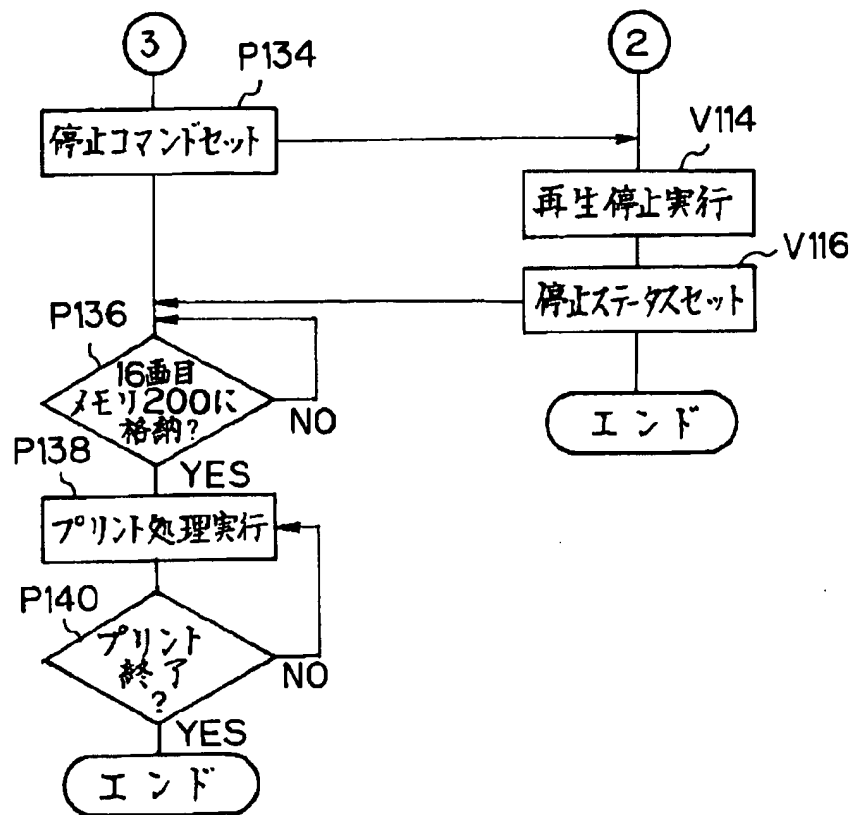 3
2
P134
停止コマンドセット
V114
再生停止実行
V116
停止ステータスセット
P136
16画目
メモリ200に
格納?
NO
エンド
P138
YES
プリント処理実行
P140
プリント
終了
?
NO
YES
エンド